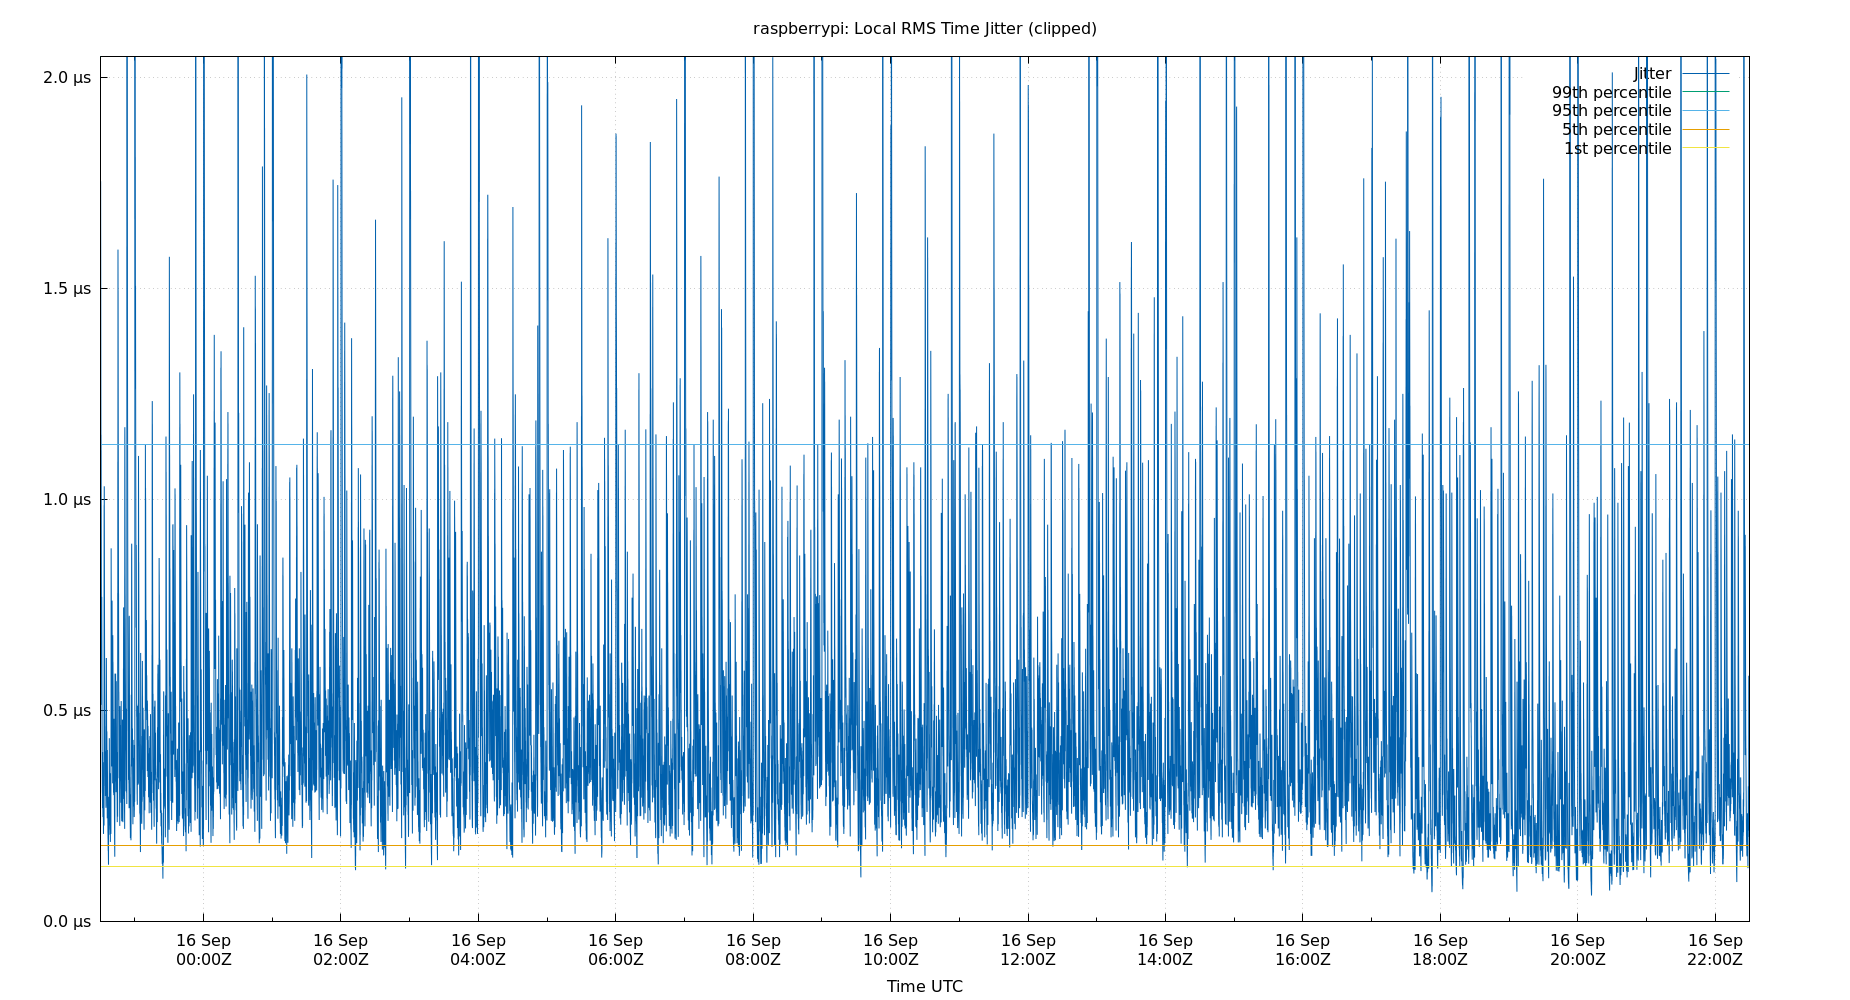 raspberrypi: Local RMS Time Jitter (clipped)
2.0 µs
1.5 µs
1.0 µs
0.5 µs
0.0 µs
Jitter
99th percentile
95th percentile
5th percentile
1st percentile
16 Sep 16 Sep 16 Sep 16 Sep 16 Sep 16 Sep 16 Sep 16 Sep 16 Sep 16 Sep 16 Sep 16 Sep
00:00Z 02:00Z 04:00Z 06:00Z 08:00Z 10:00Z 12:00Z 14:00Z 16:00Z 18:00Z 20:00Z 22:00Z
Time UTC